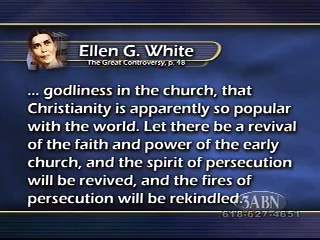 Ellen G. White
The Great Controversy, p. 48
... godliness in the church, that
Christianity is apparently so popular
with the world. Let there be a revival
of the faith and power of the early
church, and the spirit of persecution
will be revived, and the fires of
persecution will be rekindled.
3ABN
618-627-4651